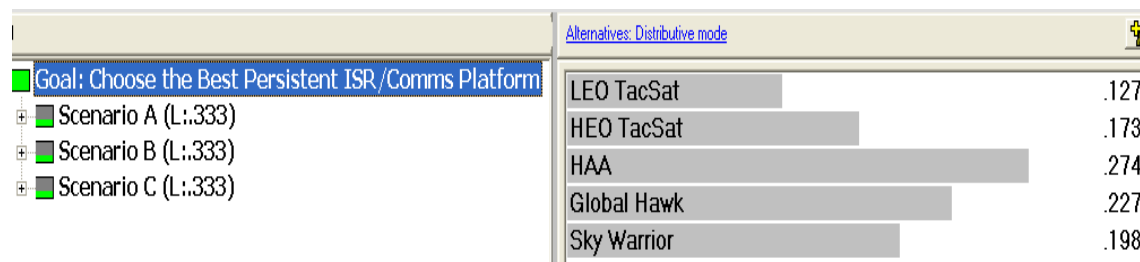 Alternatives: Distributive mode
Goal: Choose the Best Persistent ISR/Comms Platform
Scenario A (L:.333)
Scenario B (L:.333)
Scenario C (L:.333)
LEO TacSat .127
HEO TacSat .173
HAA .274
Global Hawk .227
Sky Warrior .198